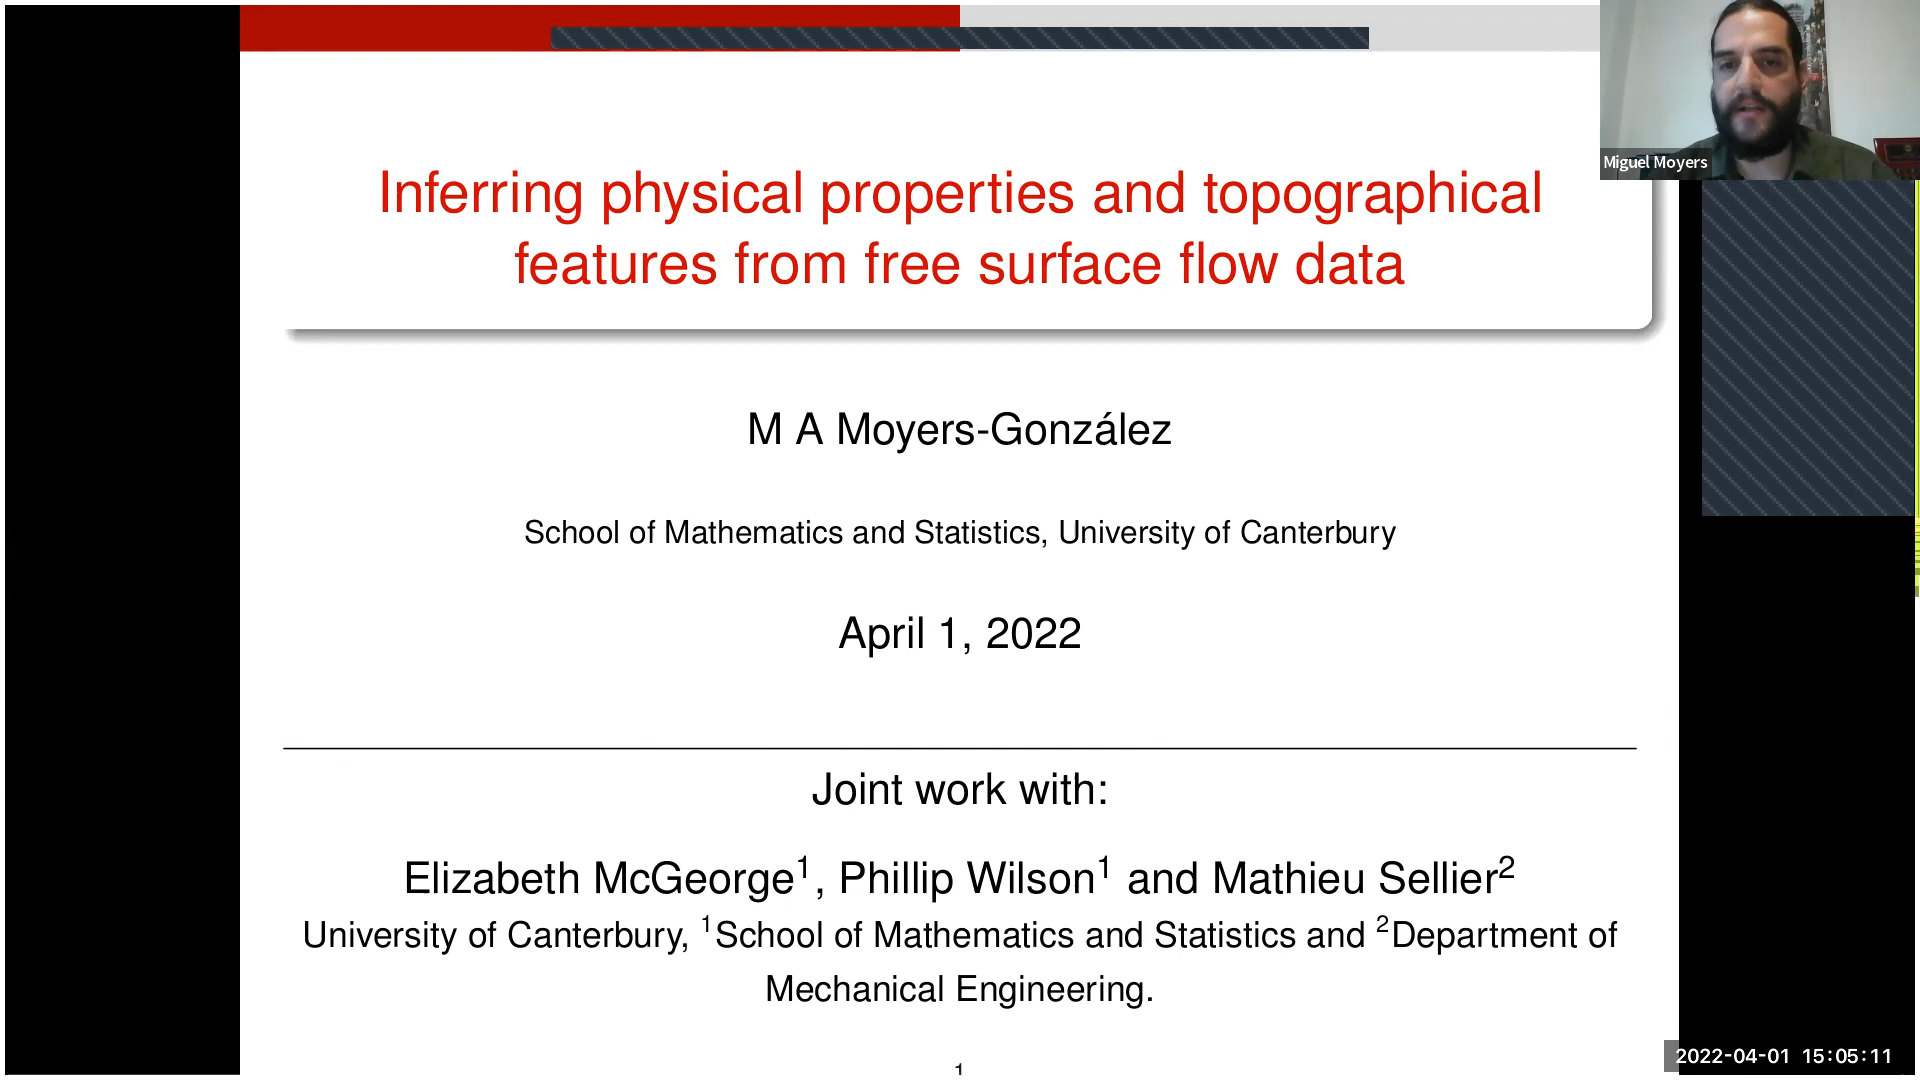 Miguel Moyers
Inferring physical properties and topographical
features from free surface flow data
M A Moyers-González
School of Mathematics and Statistics, University of Canterbury
April 1, 2022
Joint work with:
Elizabeth McGeorge¹, Phillip Wilson¹ and Mathieu Sellier²
University of Canterbury, ¹School of Mathematics and Statistics and ²Department of
Mechanical Engineering.
1
2022-04-01 15:05:11